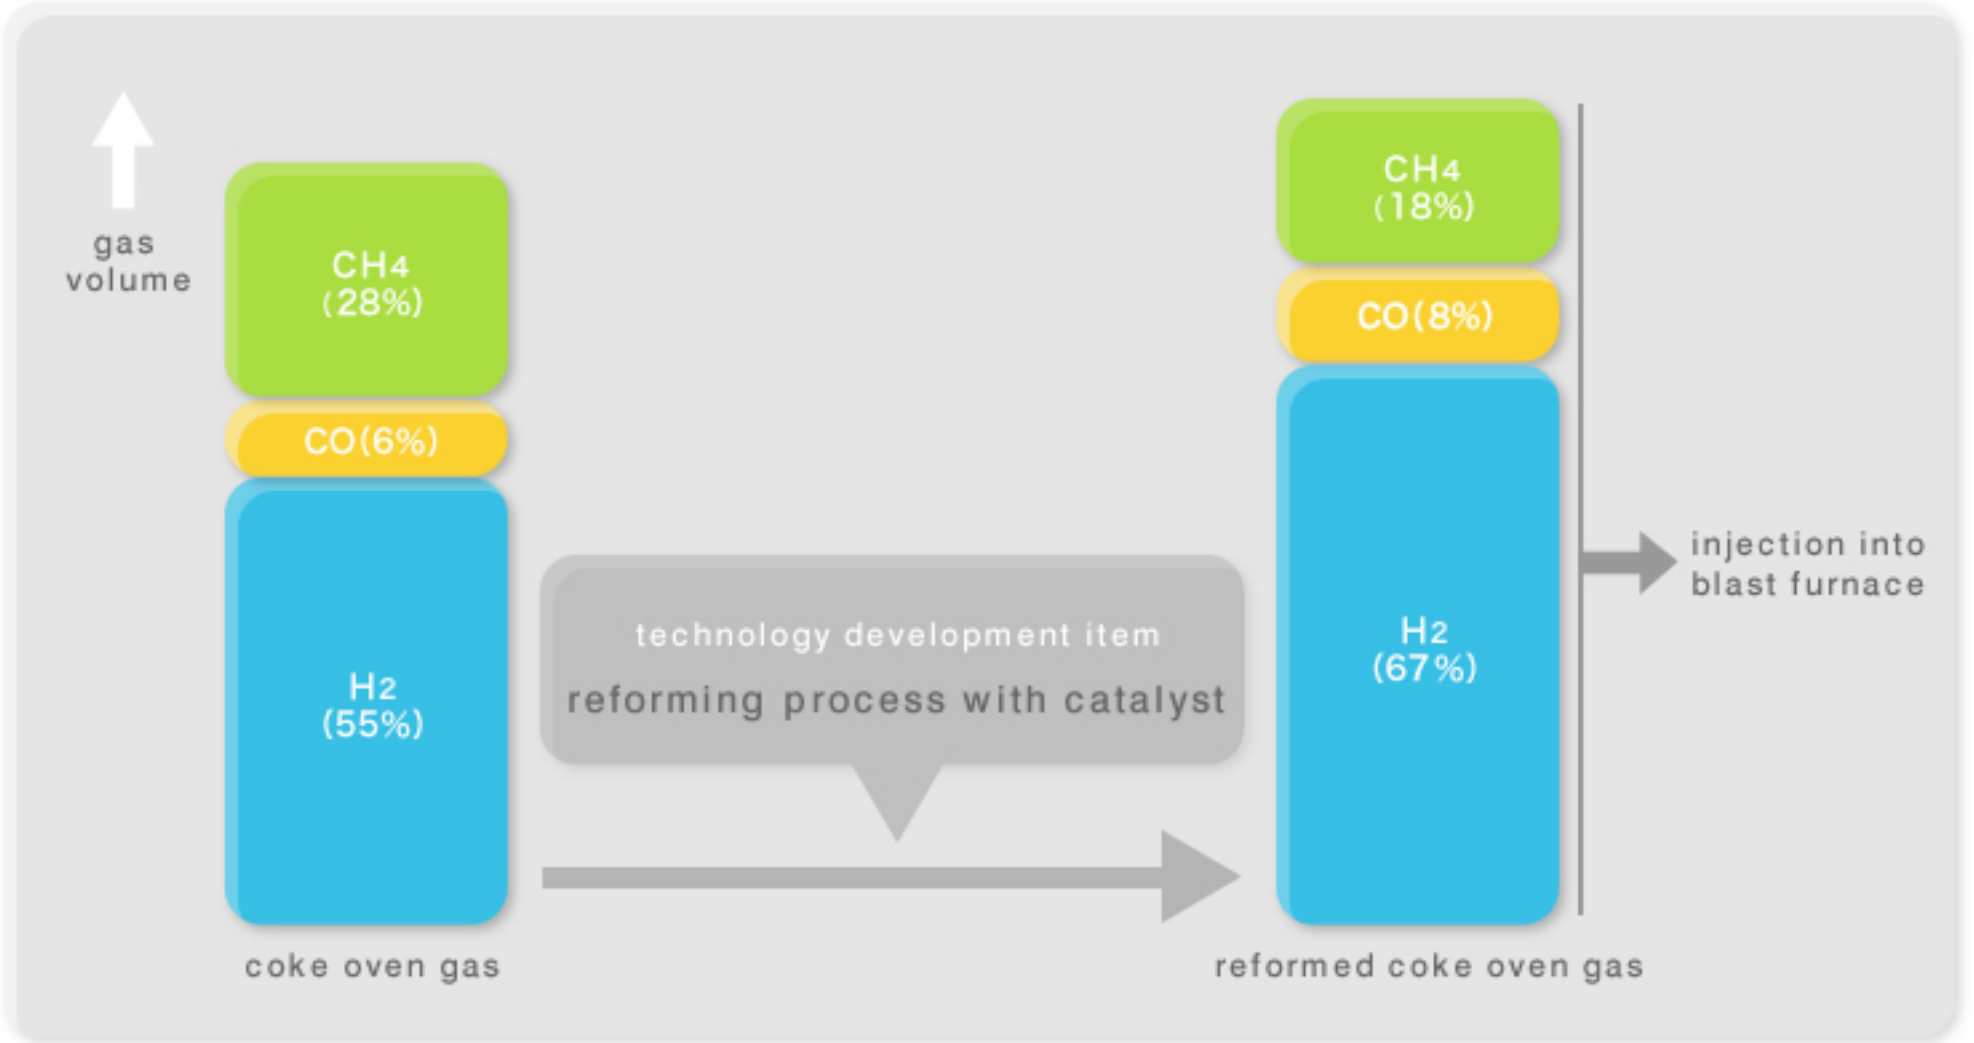 gas
volume
CH4
(28%)
CO(6%)
H2
(55%)
coke oven gas
technology development item
reforming process with catalyst
CH4
(18%)
CO(8%)
H2
(67%)
reformed coke oven gas
injection into
blast furnace